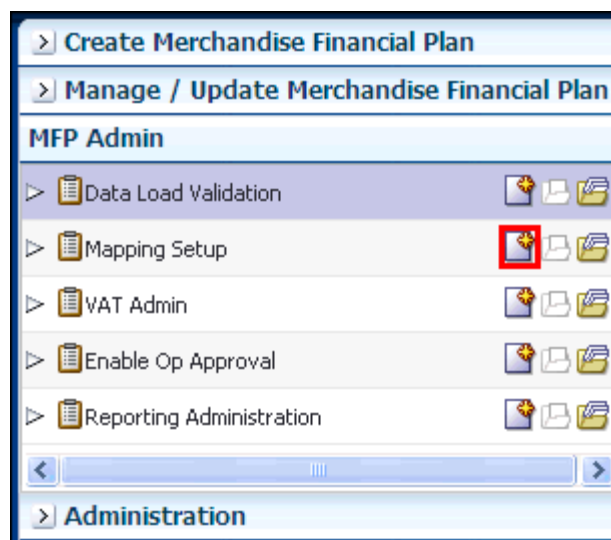 Create Merchandise Financial Plan
Manage / Update Merchandise Financial Plan
MFP Admin
Data Load Validation
Mapping Setup
VAT Admin
Enable Op Approval
Reporting Administration
Administration